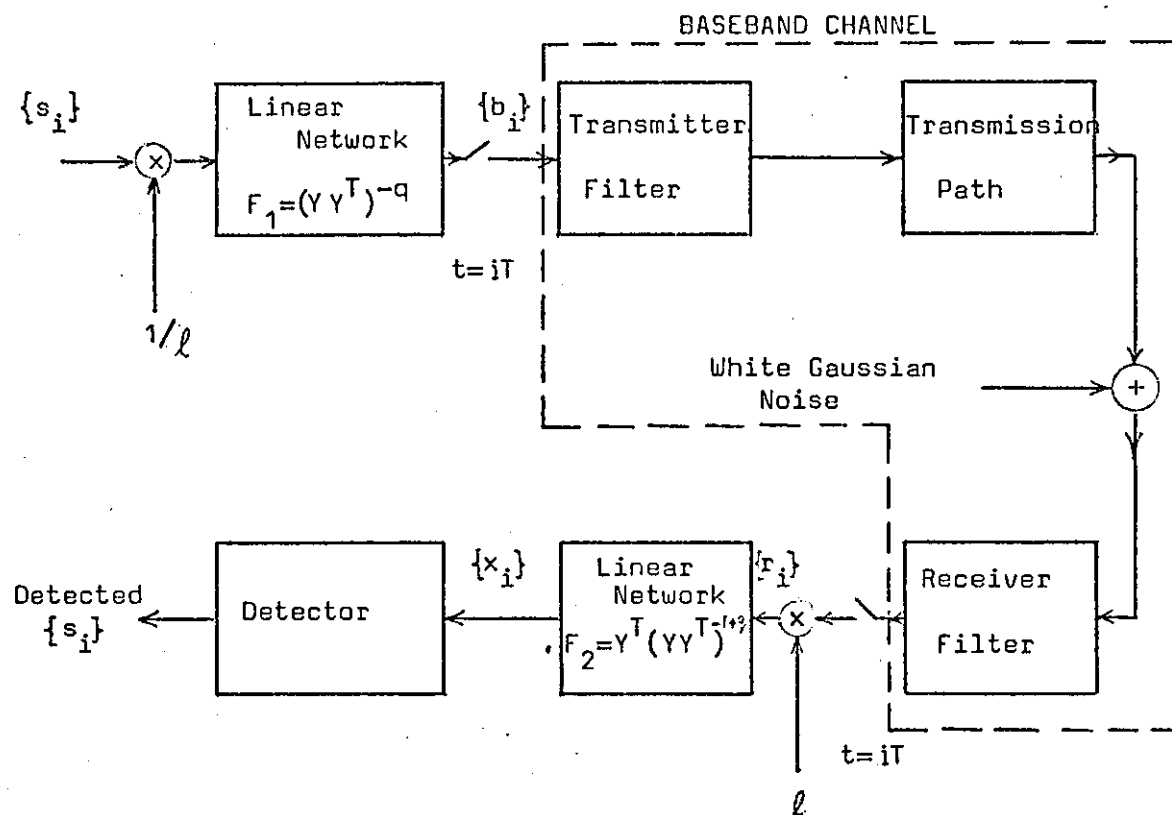 BASEBAND CHANNEL
{s_i}
1/ℓ
Linear
Network
F_1=(Y Y^T)^-q
{b_i}
t=iT
Transmitter
Filter
Transmission
Path
White Gaussian
Noise
+
Receiver
Filter
t=iT
{r_i}
×
ℓ
Linear
Network
F_2=Y^T(YY^T)
{x_i}
Detector
Detected
{s_i}